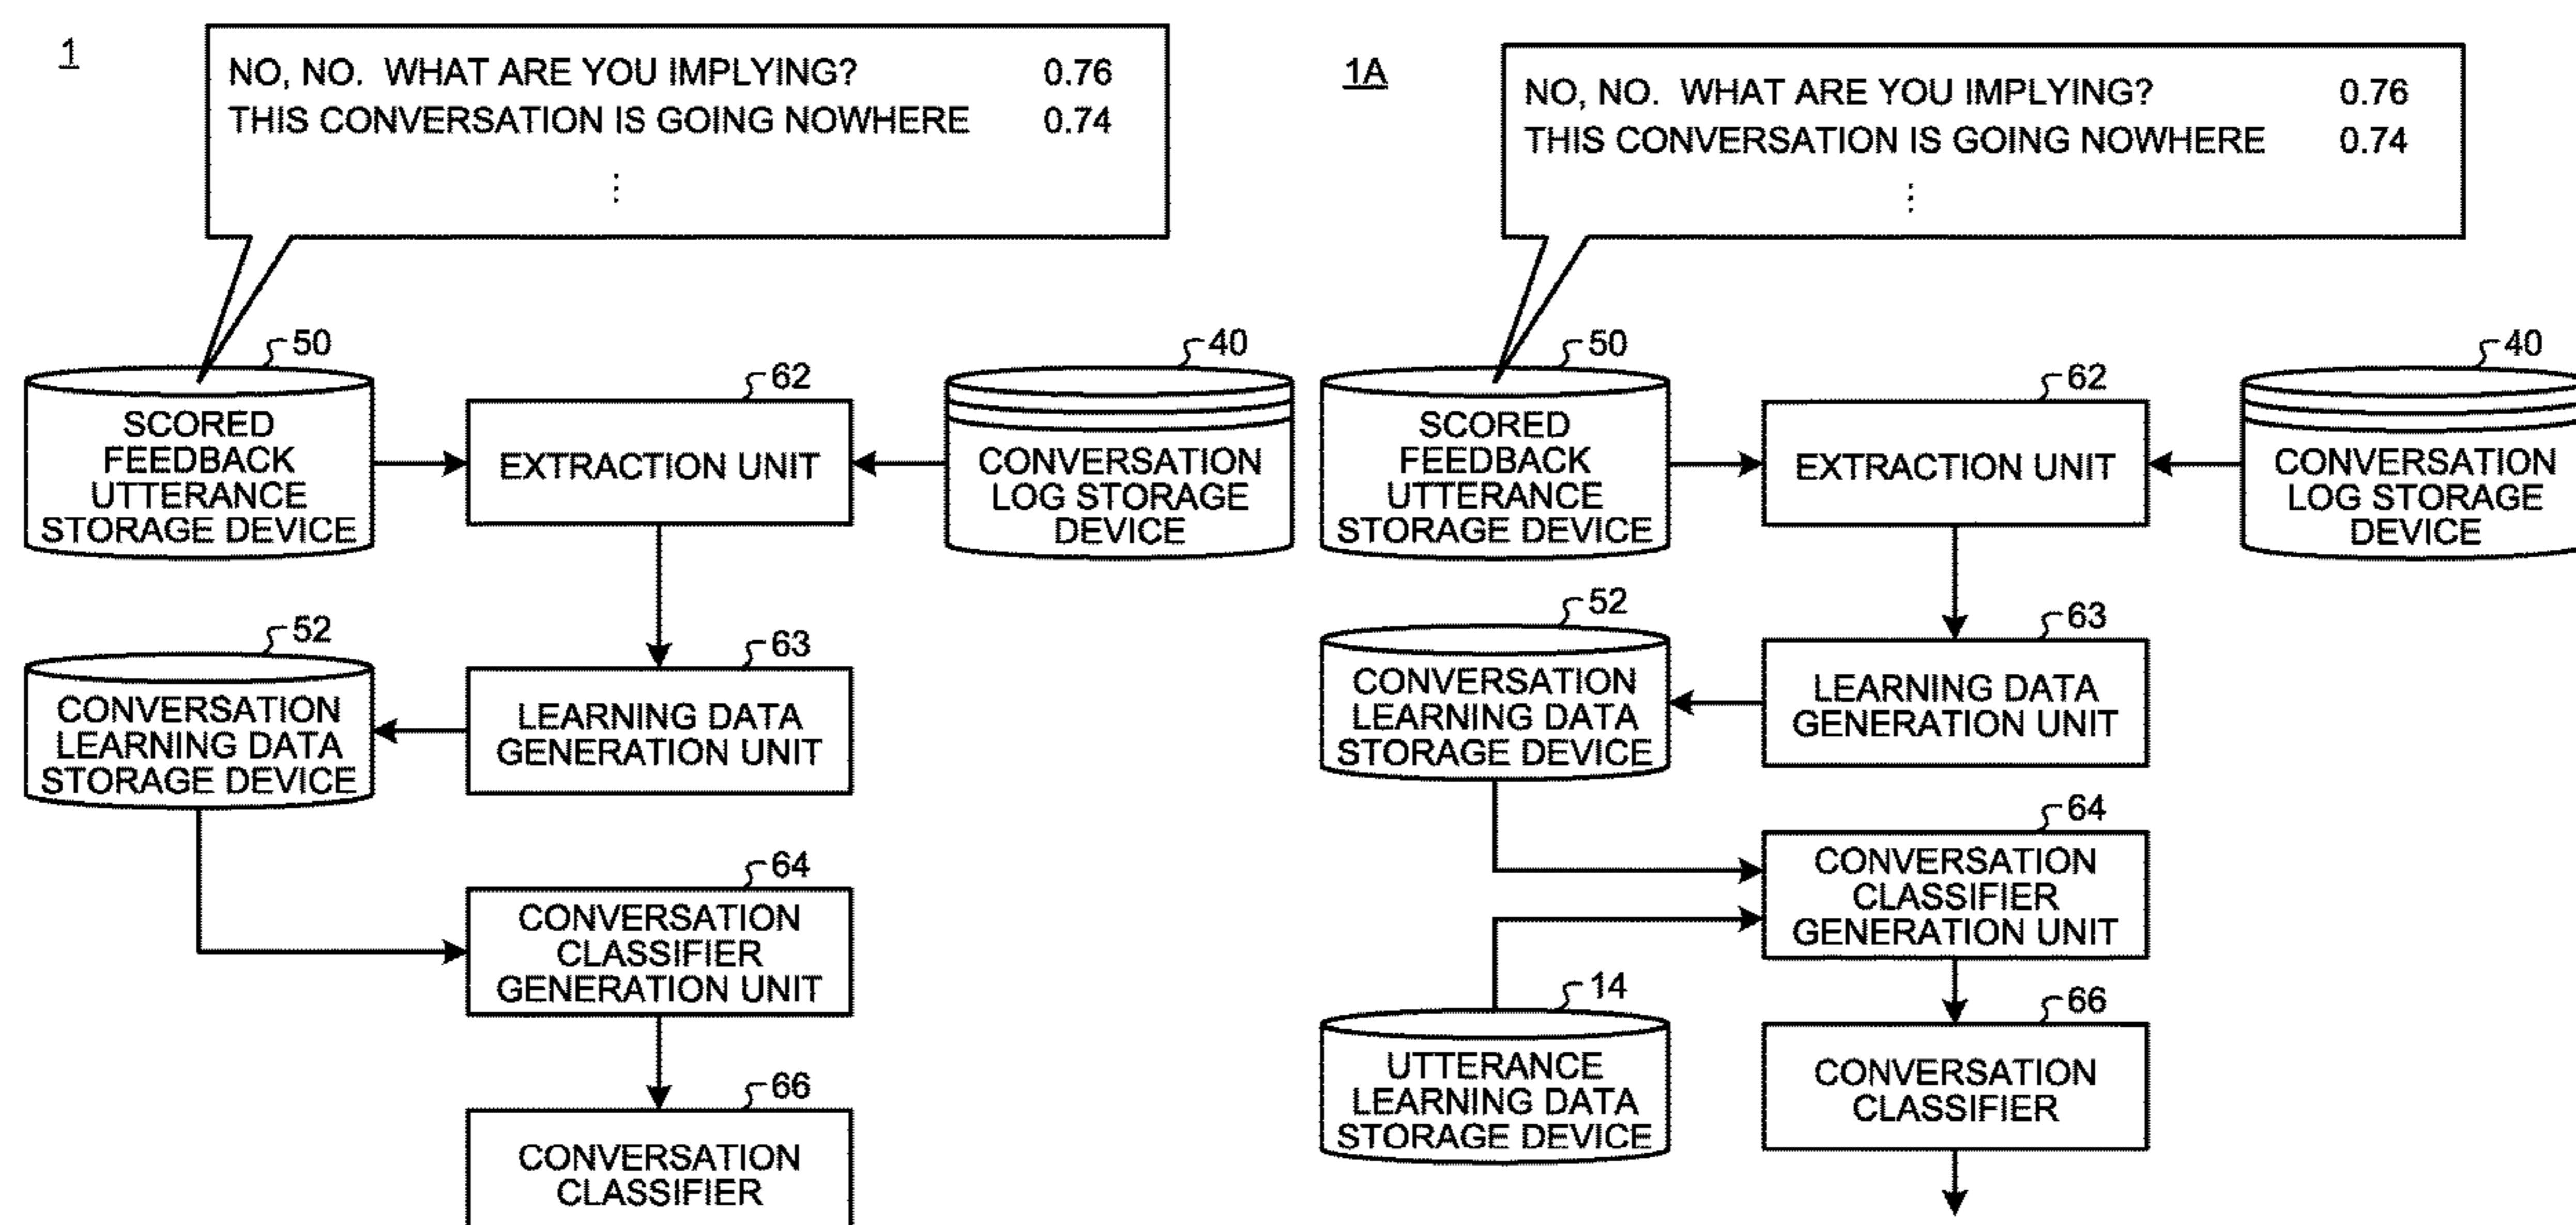 1
NO, NO. WHAT ARE YOU IMPLYING? 0.76
THIS CONVERSATION IS GOING NOWHERE 0.74
⋮
50
SCORED
FEEDBACK
UTTERANCE
STORAGE DEVICE
62
EXTRACTION UNIT
40
CONVERSATION
LOG STORAGE
DEVICE
52
CONVERSATION
LEARNING DATA
STORAGE DEVICE
63
LEARNING DATA
GENERATION UNIT
64
CONVERSATION
CLASSIFIER
GENERATION UNIT
66
CONVERSATION
CLASSIFIER
1A
NO, NO. WHAT ARE YOU IMPLYING? 0.76
THIS CONVERSATION IS GOING NOWHERE 0.74
⋮
50
SCORED
FEEDBACK
UTTERANCE
STORAGE DEVICE
62
EXTRACTION UNIT
40
CONVERSATION
LOG STORAGE
DEVICE
52
CONVERSATION
LEARNING DATA
STORAGE DEVICE
63
LEARNING DATA
GENERATION UNIT
64
CONVERSATION
CLASSIFIER
GENERATION UNIT
14
UTTERANCE
LEARNING DATA
STORAGE DEVICE
66
CONVERSATION
CLASSIFIER